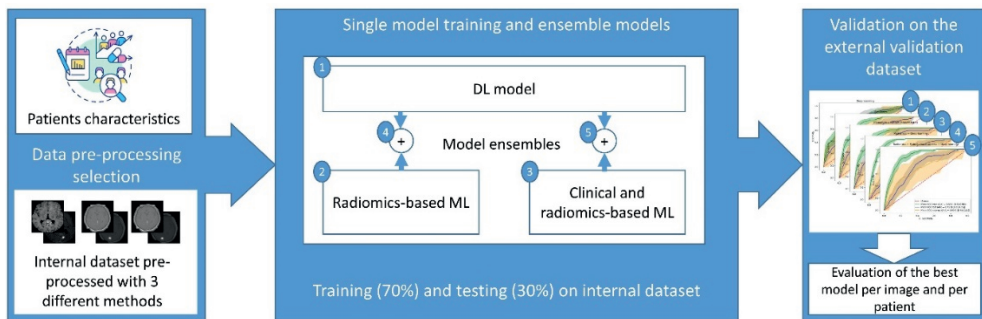 Patients characteristics
Data pre-processing
selection
Internal dataset pre-
processed with 3
different methods
Single model training and ensemble models
1
DL model
4
+
Model ensembles
5
+
2
Radiomics-based ML
3
Clinical and
radiomics-based ML
Training (70%) and testing (30%) on internal dataset
Validation on the
external validation
dataset
1
2
3
4
5
Evaluation of the best
model per image and per
patient